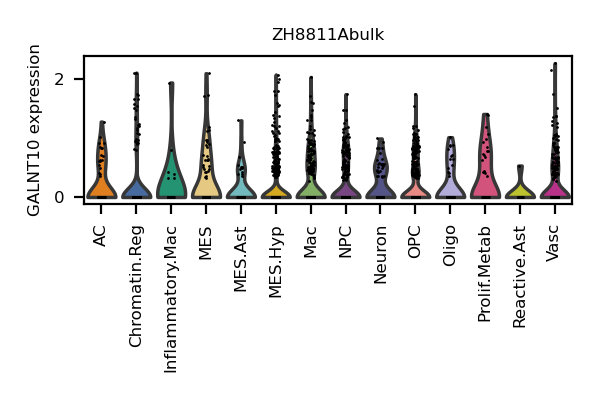 ZH8811Abulk
GALNT10 expression
2
0
AC
Chromatin.Reg
Inflammatory.Mac
MES
MES.Ast
MES.Hyp
Mac
NPC
Neuron
OPC
Oligo
Prolif.Metab
Reactive.Ast
Vasc